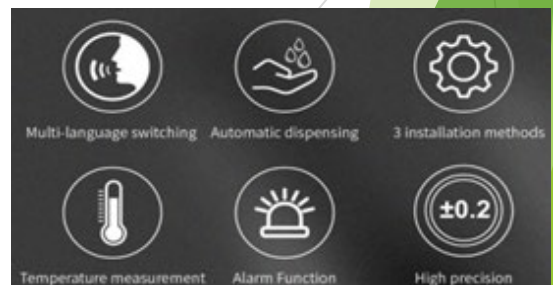 Multi-language switching
Automatic dispensing
3 installation methods
±0.2
Temperature measurement
Alarm Function
High precision